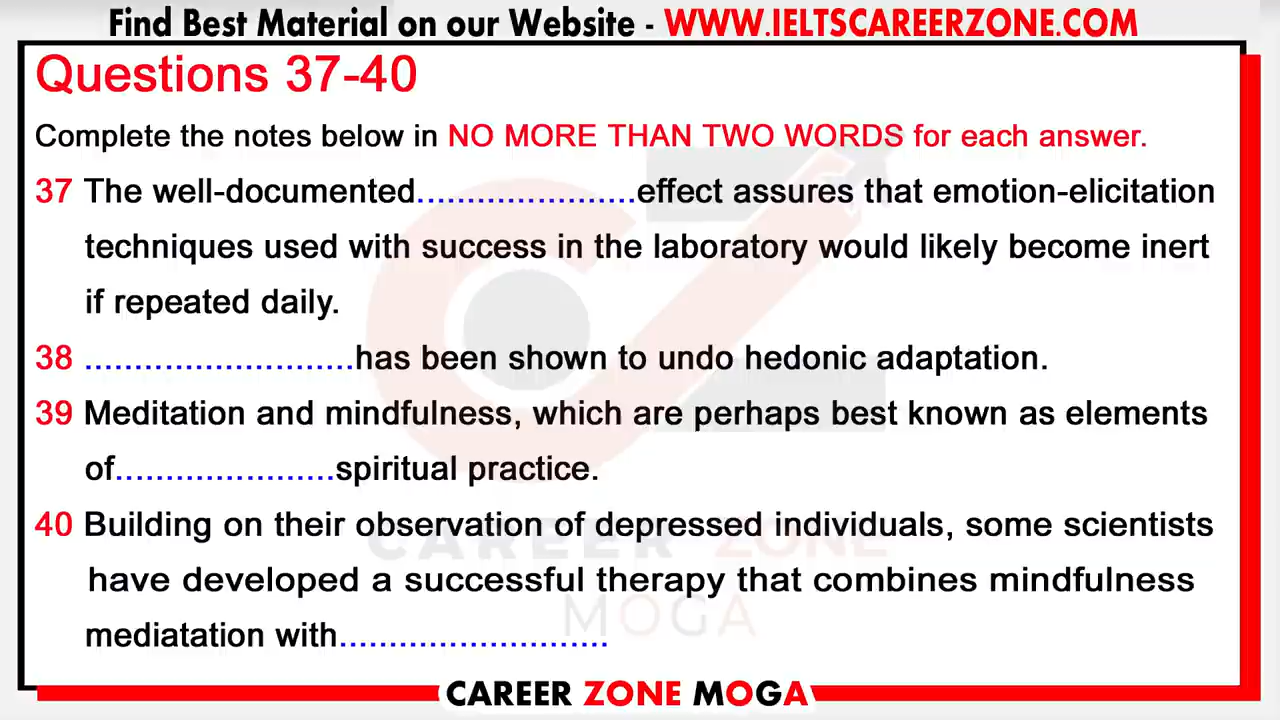 Find Best Material on our Website - WWW.IELTSCAREERZONE.COM
Questions 37-40
Complete the notes below in NO MORE THAN TWO WORDS for each answer.
37 The well-documented......................effect assures that emotion-elicitation
techniques used with success in the laboratory would likely become inert
if repeated daily.
38 ...........................has been shown to undo hedonic adaptation.
39 Meditation and mindfulness, which are perhaps best known as elements
of......................spiritual practice.
40 Building on their observation of depressed individuals, some scientists
have developed a successful therapy that combines mindfulness
mediatation with...........................
CAREER ZONE
MOGA
CAREER ZONE MOGA